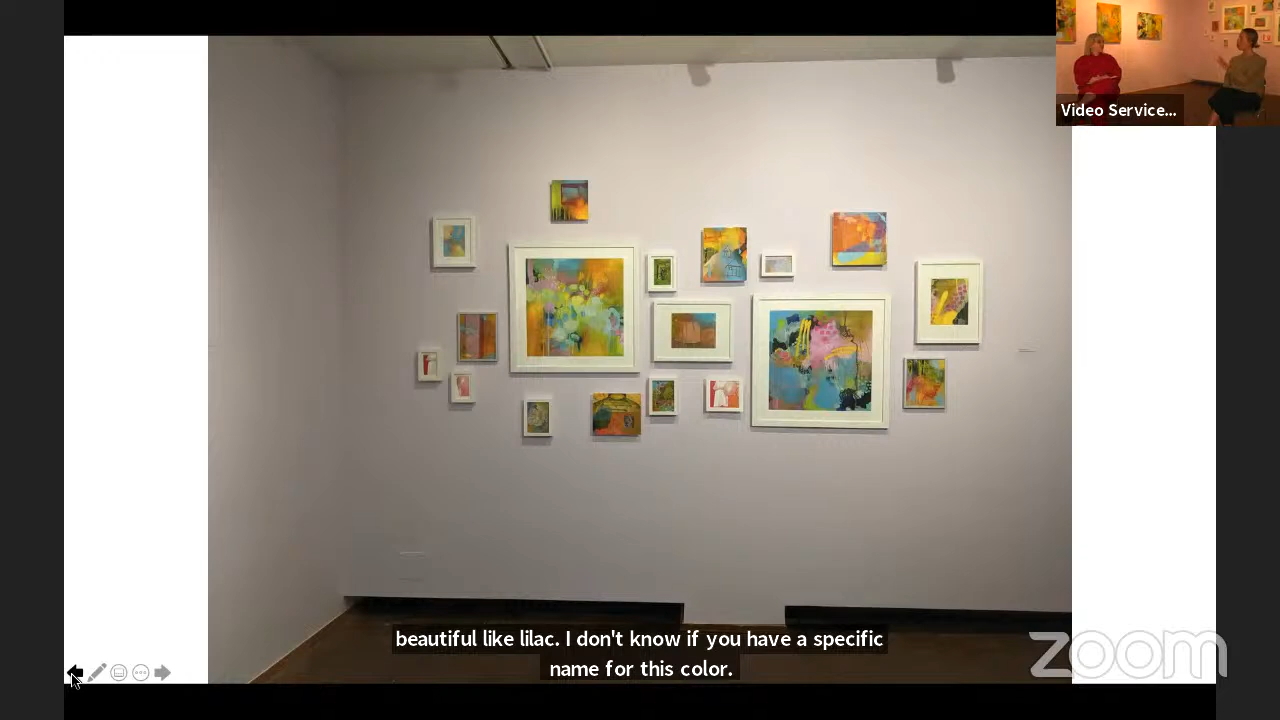 Video Service...
beautiful like lilac. I don't know if you have a specific
name for this color.
zoom